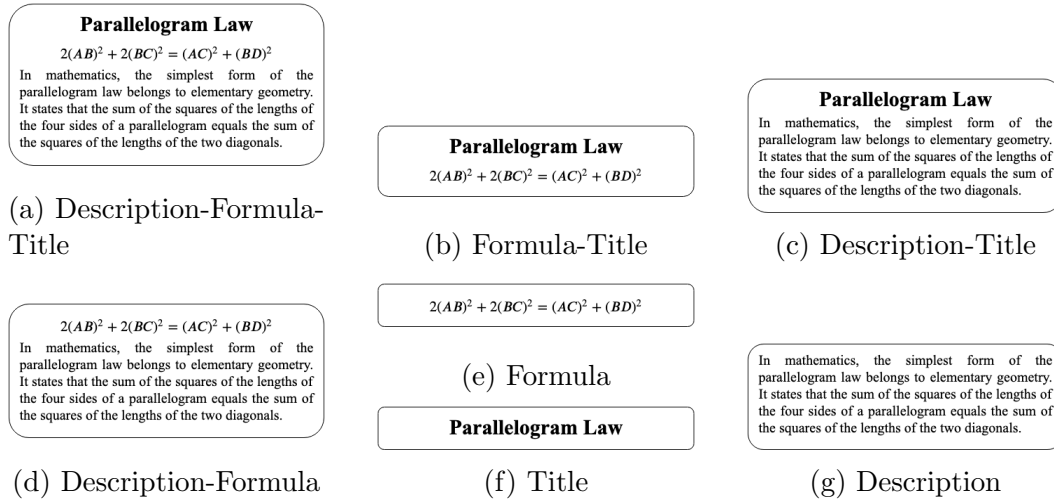 Parallelogram Law
2(AB)² + 2(BC)² = (AC)² + (BD)²
In mathematics, the simplest form of the
parallelogram law belongs to elementary geometry.
It states that the sum of the squares of the lengths of
the four sides of a parallelogram equals the sum of
the squares of the lengths of the two diagonals.
(a) Description-Formula-
Title
Parallelogram Law
2(AB)² + 2(BC)² = (AC)² + (BD)²
(b) Formula-Title
Parallelogram Law
In mathematics, the simplest form of the
parallelogram law belongs to elementary geometry.
It states that the sum of the squares of the lengths of
the four sides of a parallelogram equals the sum of
the squares of the lengths of the two diagonals.
(c) Description-Title
2(AB)² + 2(BC)² = (AC)² + (BD)²
In mathematics, the simplest form of the
parallelogram law belongs to elementary geometry.
It states that the sum of the squares of the lengths of
the four sides of a parallelogram equals the sum of
the squares of the lengths of the two diagonals.
(d) Description-Formula
2(AB)² + 2(BC)² = (AC)² + (BD)²
(e) Formula
Parallelogram Law
(f) Title
In mathematics, the simplest form of the
parallelogram law belongs to elementary geometry.
It states that the sum of the squares of the lengths of
the four sides of a parallelogram equals the sum of
the squares of the lengths of the two diagonals.
(g) Description